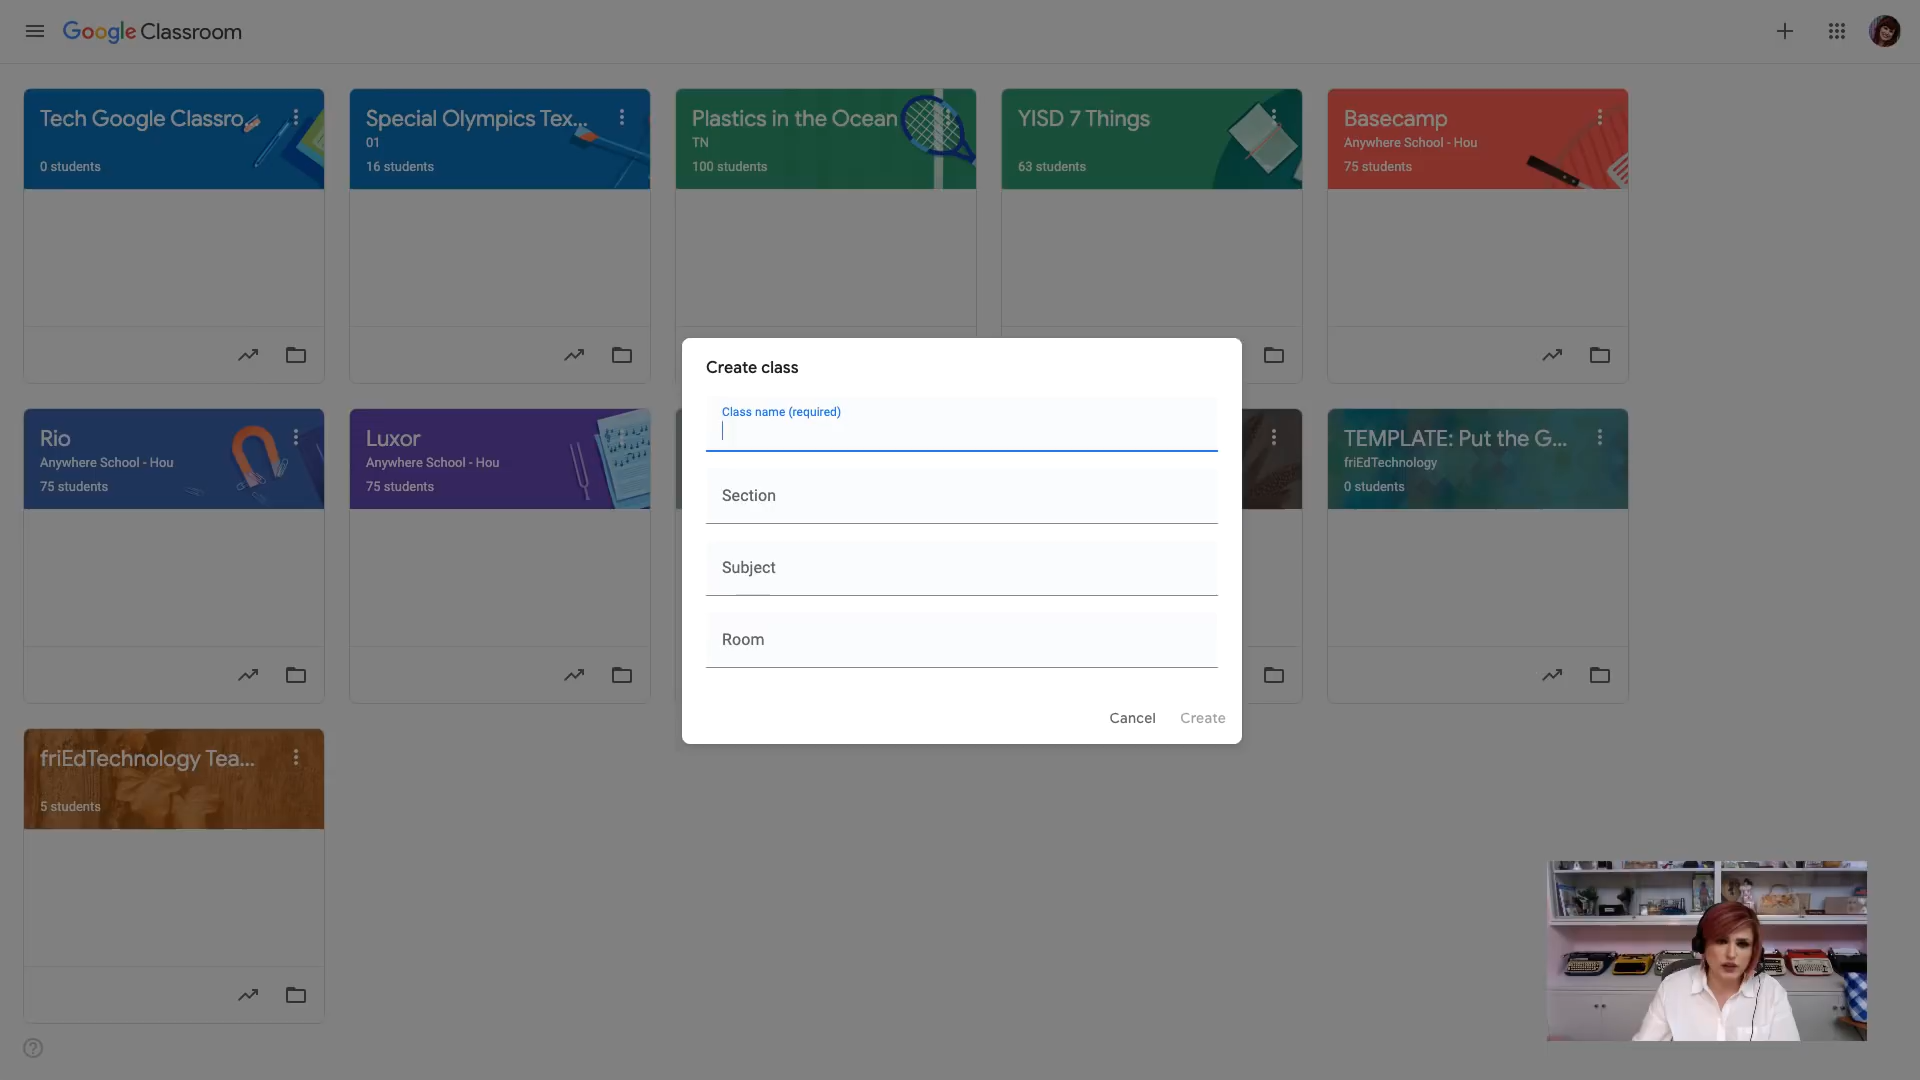 Google Classroom
Tech Google Classro
0 students
Special Olympics Tex...
01
16 students
Plastics in the Ocean
TN
100 students
YISD 7 Things
63 students
Basecamp
Anywhere School - Hou
75 students
Rio
Anywhere School - Hou
75 students
Luxor
Anywhere School - Hou
75 students
TEMPLATE: Put the G...
friEdTechnology
0 students
friEdTechnology Tea...
5 students
Create class
Class name (required)
Section
Subject
Room
Cancel
Create